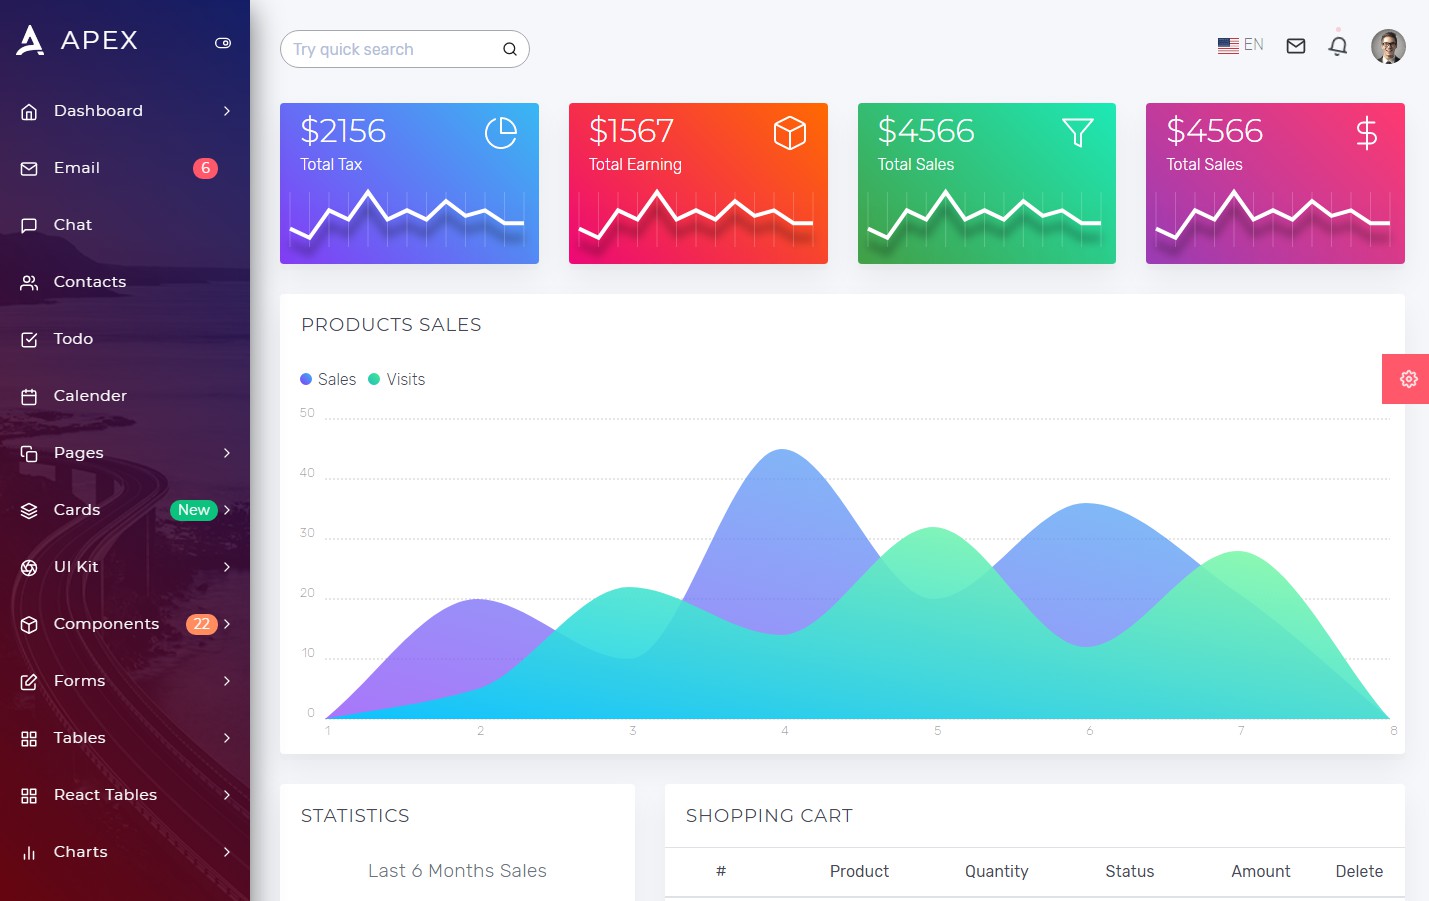 APEX
Dashboard
Email 6
Chat
Contacts
Todo
Calender
Pages
Cards New
UI Kit
Components 22
Forms
Tables
React Tables
Charts
Try quick search
EN
$2156
Total Tax
$1567
Total Earning
$4566
Total Sales
$4566
Total Sales
PRODUCTS SALES
Sales Visits
50
40
30
20
10
0
1 2 3 4 5 6 7 8
STATISTICS
Last 6 Months Sales
SHOPPING CART
# Product Quantity Status Amount Delete